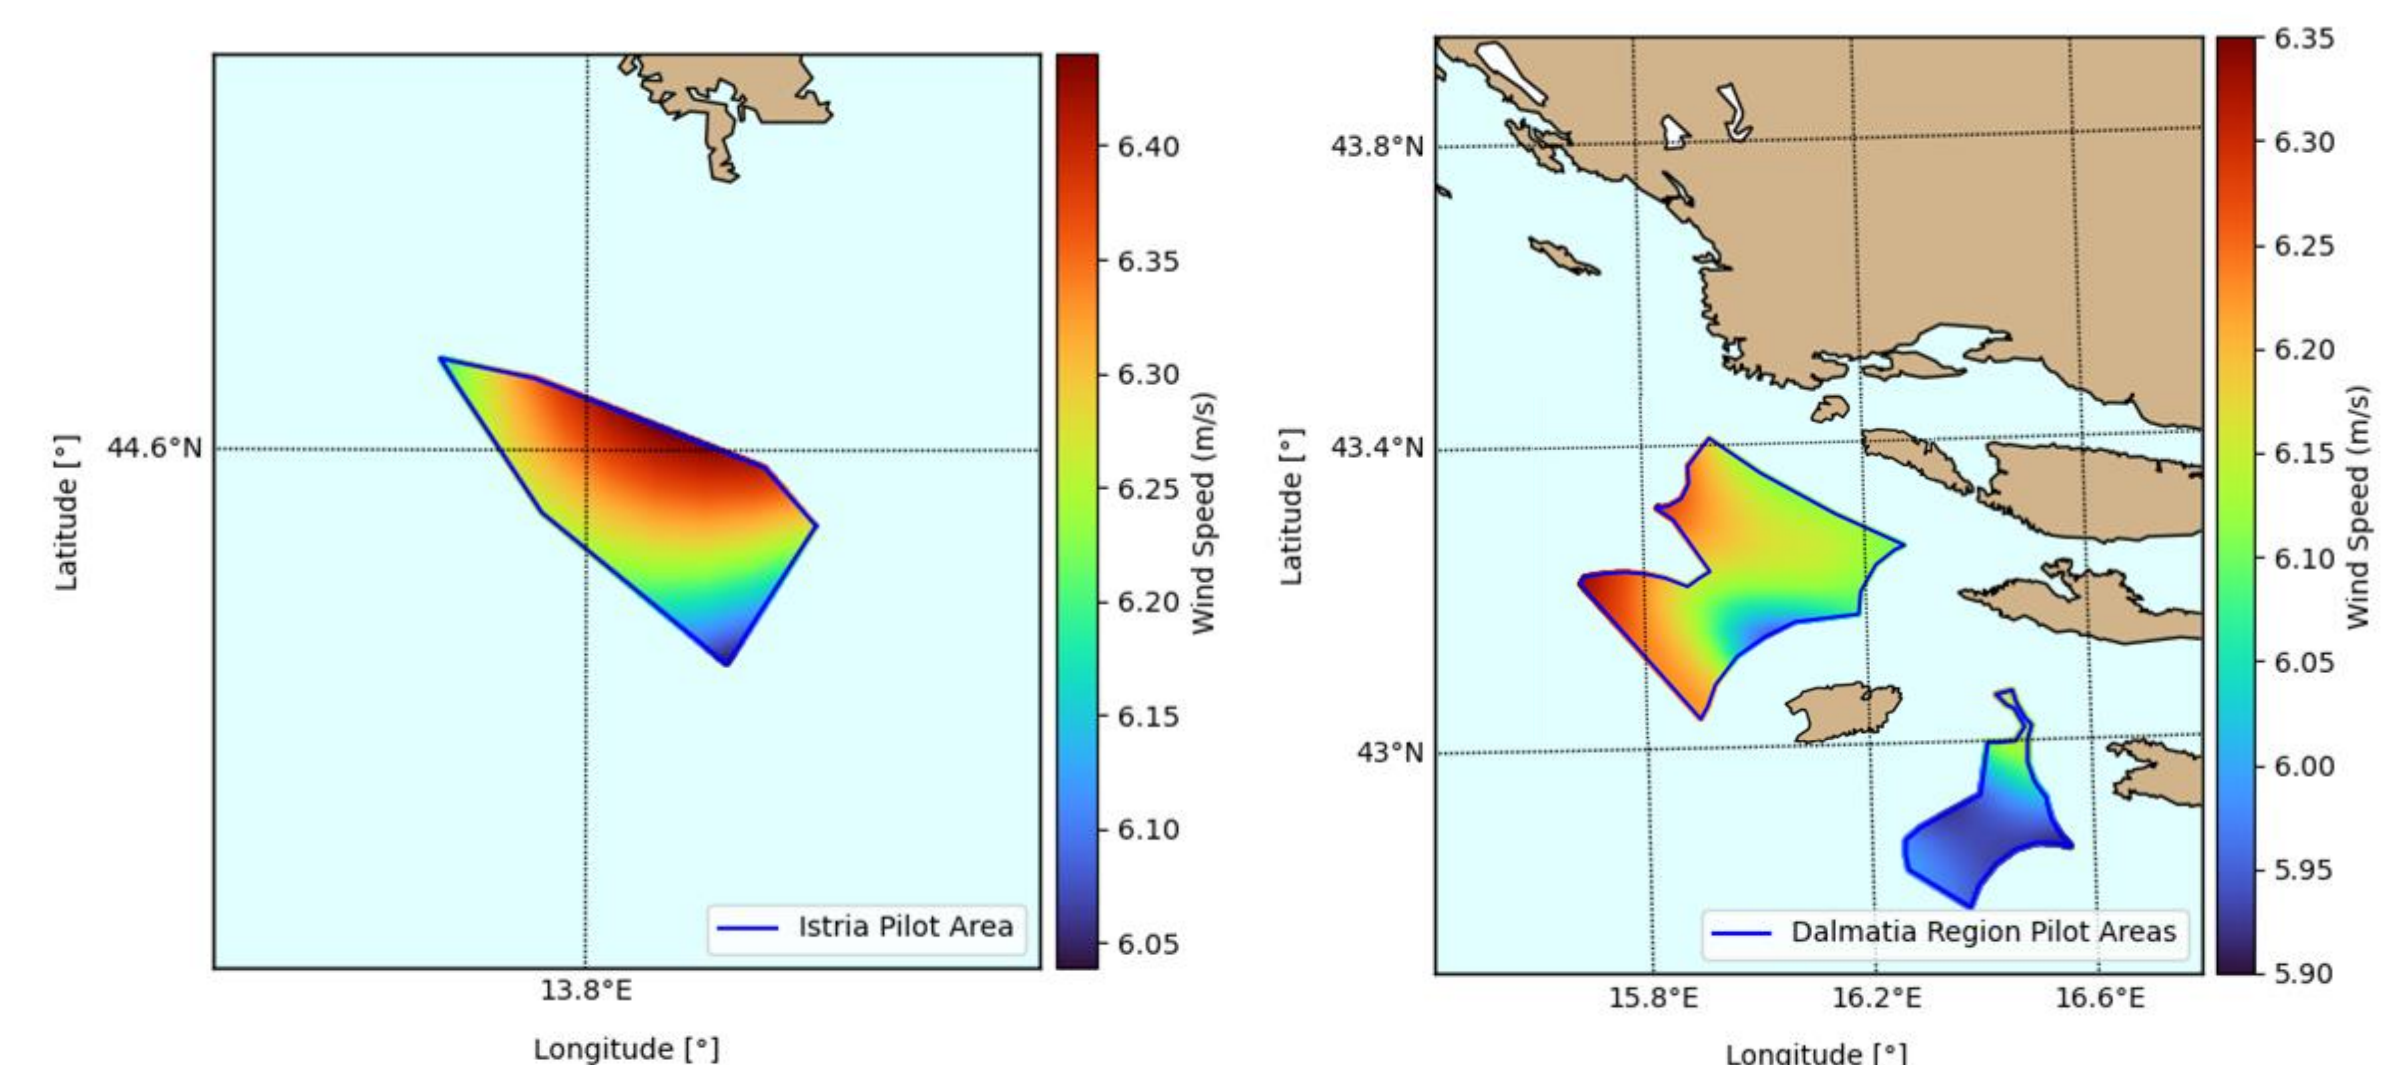 Latitude [°]
44.6°N
13.8°E
Longitude [°]
Istria Pilot Area
6.40
6.35
6.30
6.25
6.20
6.15
6.10
6.05
Wind Speed (m/s)
Latitude [°]
43.8°N
43.4°N
43°N
15.8°E 16.2°E 16.6°E
Longitude [°]
Dalmatia Region Pilot Areas
6.35
6.30
6.25
6.20
6.15
6.10
6.05
6.00
5.95
5.90
Wind Speed (m/s)